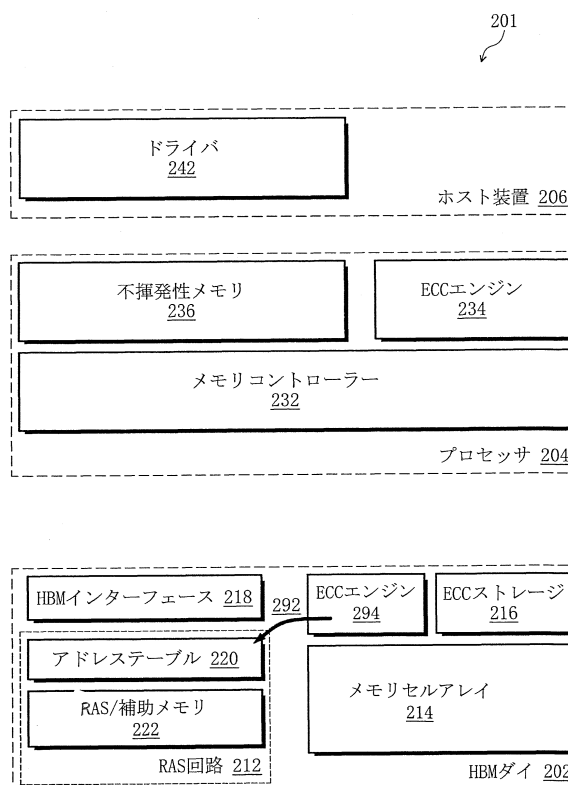 201
ドライバ
242
ホスト装置 206
不揮発性メモリ
236
ECCエンジン
234
メモリコントローラー
232
プロセッサ 204
HBMインターフェース 218
292
ECCエンジン
294
ECCストレージ
216
アドレステーブル 220
RAS/補助メモリ
222
RAS回路 212
メモリセルアレイ
214
HBMダイ 202